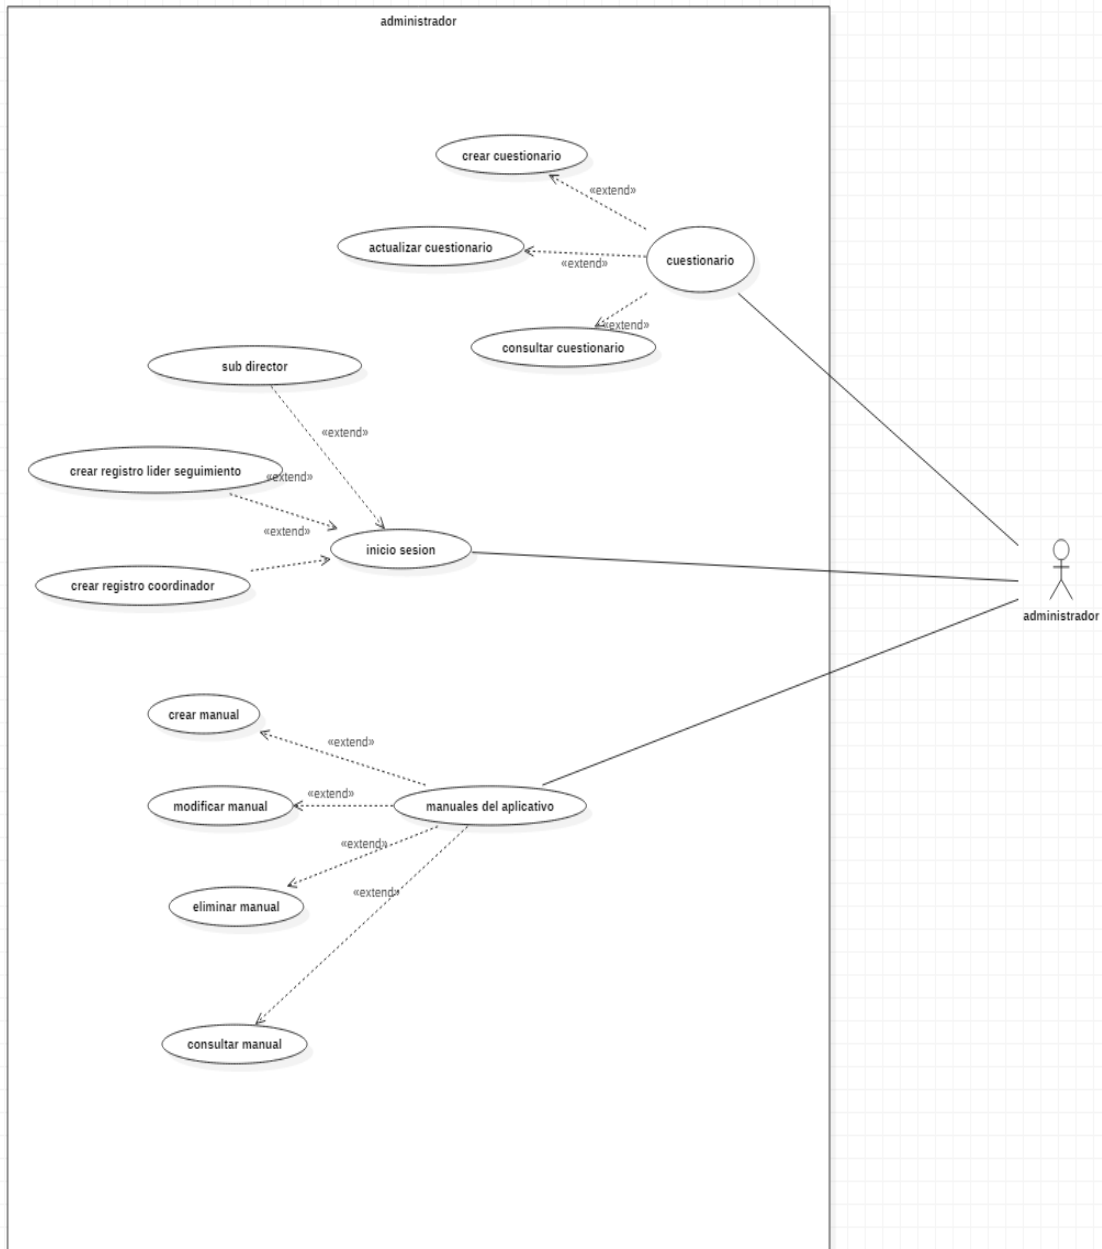 administrador
crear cuestionario
«extend»
actualizar cuestionario
«extend»
cuestionario
«extend»
consultar cuestionario
sub director
«extend»
crear registro lider seguimiento
«extend»
«extend»
inicio sesion
crear registro coordinador
administrador
crear manual
«extend»
modificar manual
«extend»
manuales del aplicativo
«extend»
«extend»
eliminar manual
consultar manual